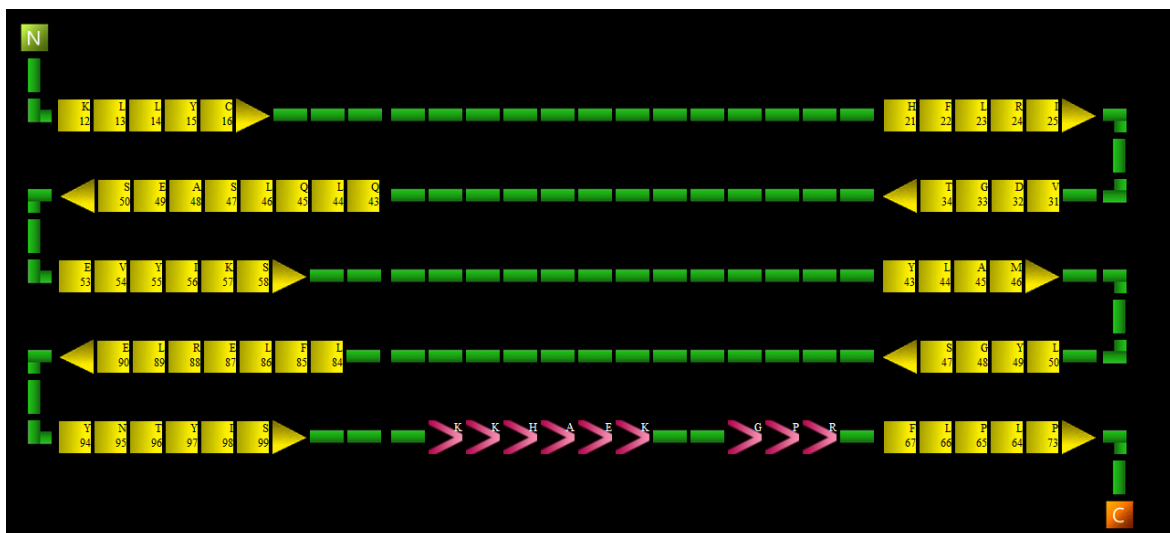 N
K L L Y C H F L R I
12 13 14 15 16 21 22 23 24 25
S E A S L Q L Q T G D V
50 49 48 47 46 45 44 43 34 33 32 31
E V Y I K S Y L A M
53 54 55 56 57 58 43 44 45 46
E L R E L F L S G Y L
90 89 88 87 86 85 84 47 48 49 50
Y N T Y I S K K H A E K G P R F L P L P
94 95 96 97 98 99 67 66 65 64 73
C